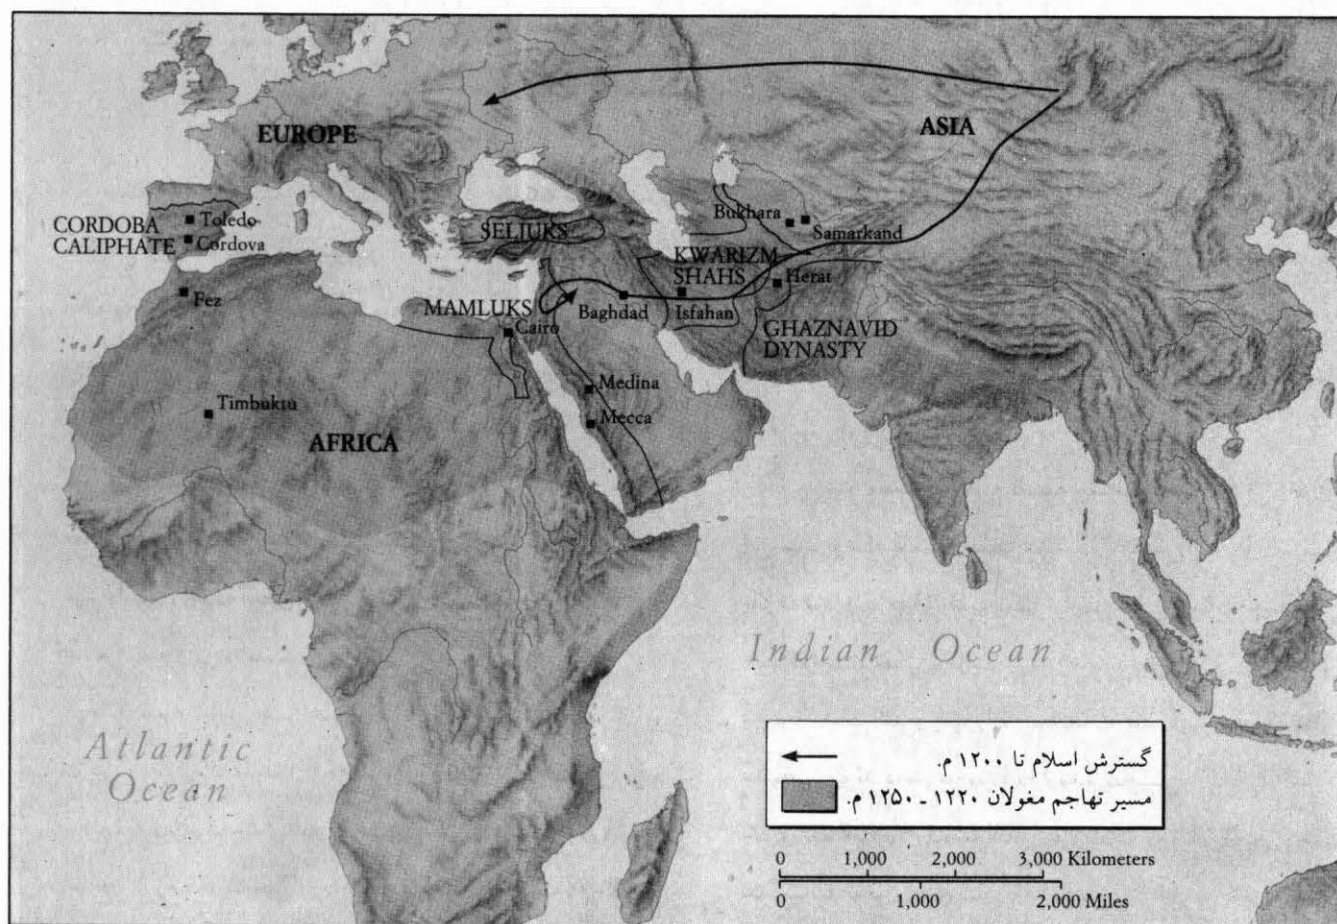 EUROPE
ASIA
CORDOBA
CALIPHATE
Toledo
Cordova
SELJUKS
Bukhara
Samarkand
KWARIZM
SHAHS
Herat
Fez
MAMLUKS
Cairo
Baghdad
Isfahan
GHAZNAVID
DYNASTY
Medina
Mecca
Timbuktu
AFRICA
Indian Ocean
Atlantic
Ocean
گسترش اسلام تا ۱۲۰۰ م.
مسیر تهاجم مغولان ۱۲۲۰ ـ ۱۲۵۰ م.
0 1,000 2,000 3,000 Kilometers
0 1,000 2,000 Miles